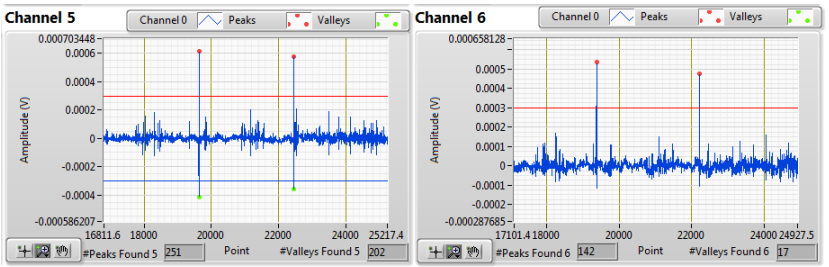 Channel 5
Channel 0 Peaks Valleys
0.000703448
0.0006
0.0004
0.0002
0
-0.0002
-0.0004
-0.000586207
Amplitude (V)
16811.6 18000 20000 22000 24000 25217.4
Point
#Peaks Found 5 251
#Valleys Found 5 202
Channel 6
Channel 0 Peaks Valleys
0.000658128
0.0005
0.0004
0.0003
0.0002
0.0001
0
-0.0001
-0.0002
-0.000287685
Amplitude (V)
17101.4 18000 20000 22000 24000 24927.5
Point
#Peaks Found 6 142
#Valleys Found 6 17